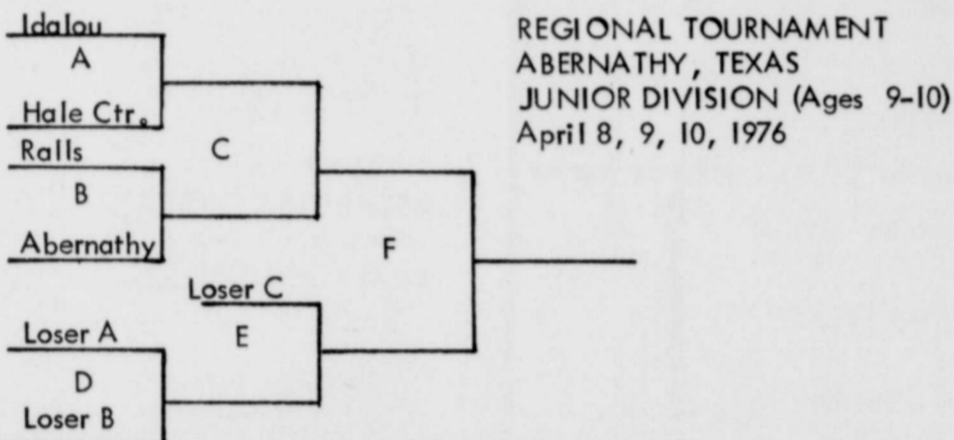 Idalou
A
Hale Ctr.
Ralls
B
Abernathy
C
Loser C
E
Loser A
D
Loser B
F
REGIONAL TOURNAMENT
ABERNATHY, TEXAS
JUNIOR DIVISION (Ages 9-10)
April 8, 9, 10, 1976